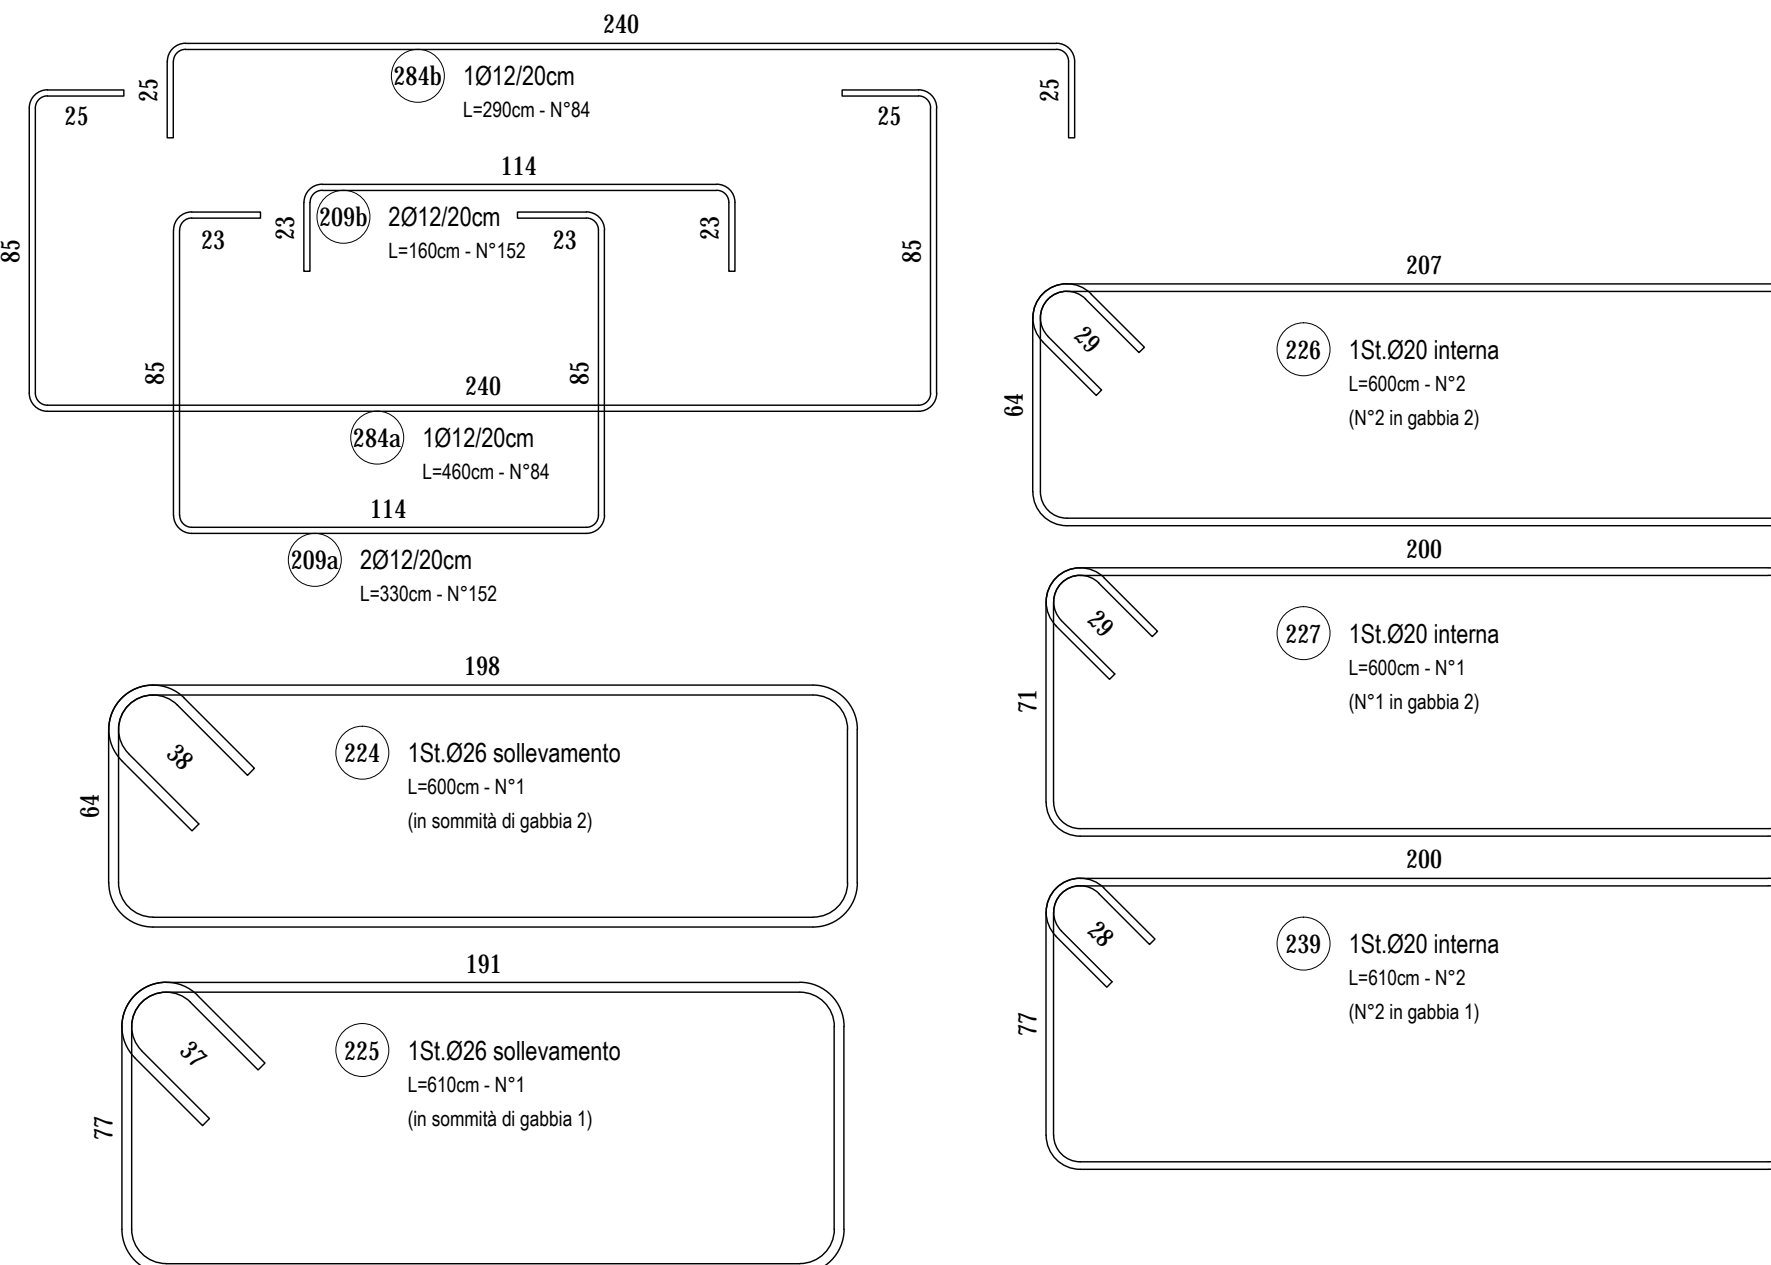 240
284b 1Ø12/20cm
L=290cm - N°84
25
25
25
25
85
85
114
209b 2Ø12/20cm
L=160cm - N°152
23
23
23
23
85
85
240
284a 1Ø12/20cm
L=460cm - N°84
114
209a 2Ø12/20cm
L=330cm - N°152
198
38
64
224 1St.Ø26 sollevamento
L=600cm - N°1
(in sommità di gabbia 2)
191
37
77
225 1St.Ø26 sollevamento
L=610cm - N°1
(in sommità di gabbia 1)
207
29
64
226 1St.Ø20 interna
L=600cm - N°2
(N°2 in gabbia 2)
200
29
71
227 1St.Ø20 interna
L=600cm - N°1
(N°1 in gabbia 2)
200
28
77
239 1St.Ø20 interna
L=610cm - N°2
(N°2 in gabbia 1)